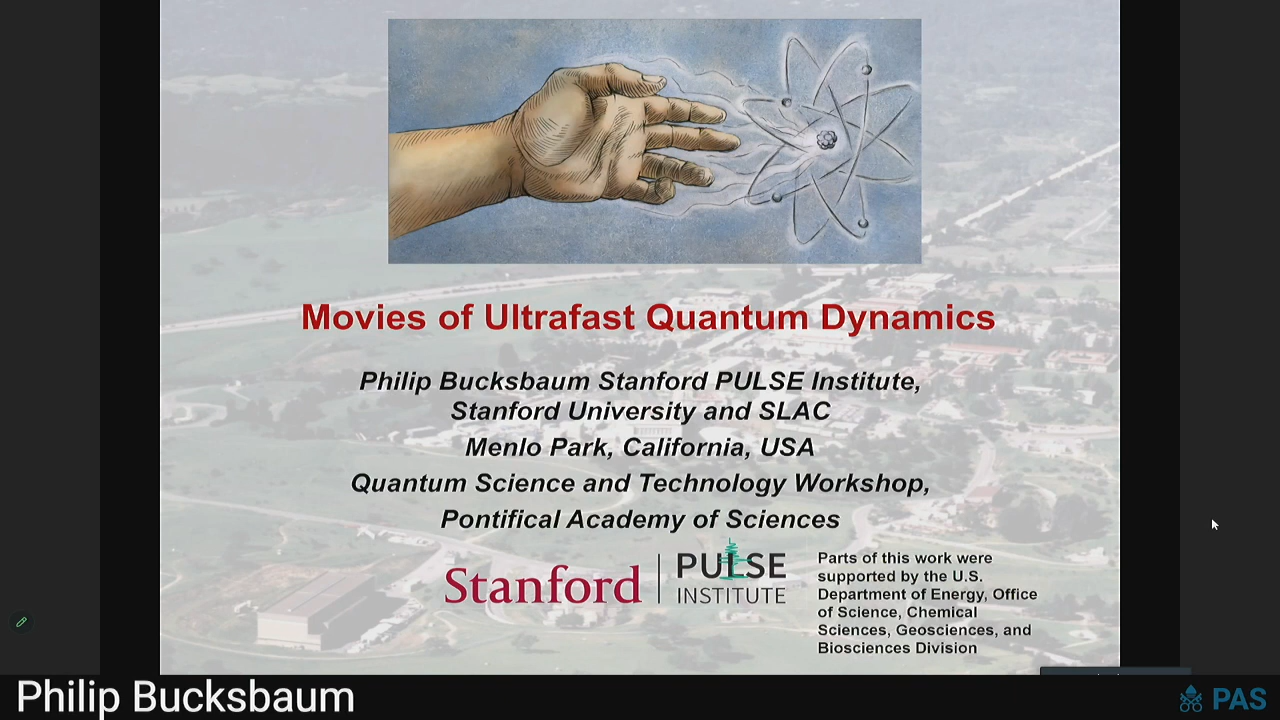 Movies of Ultrafast Quantum Dynamics
Philip Bucksbaum Stanford PULSE Institute,
Stanford University and SLAC
Menlo Park, California, USA
Quantum Science and Technology Workshop,
Pontifical Academy of Sciences
Stanford
PULSE
INSTITUTE
Parts of this work were
supported by the U.S.
Department of Energy, Office
of Science, Chemical
Sciences, Geosciences, and
Biosciences Division
Philip Bucksbaum
PAS